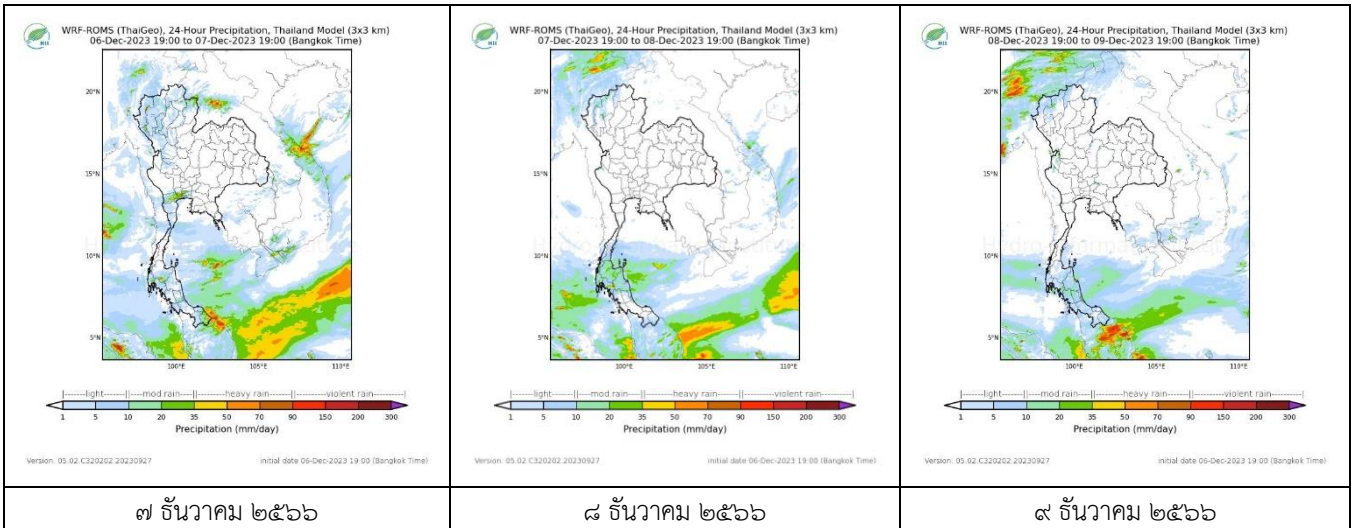 HII
WRF-ROMS (ThaiGeo), 24-Hour Precipitation, Thailand Model (3x3 km)
06-Dec-2023 19:00 to 07-Dec-2023 19:00 (Bangkok Time)
20°N
15°N
10°N
5°N
100°E 105°E 110°E
|-------light------||---mod rain---||------heavy rain------||------violent rain------|
1 5 10 20 35 50 70 90 150 200 300
Precipitation (mm/day)
Version: 05.02.C320202.20230927 initial date 06-Dec-2023 19:00 (Bangkok Time)
๗ ธันวาคม ๒๕๖๖
HII
WRF-ROMS (ThaiGeo), 24-Hour Precipitation, Thailand Model (3x3 km)
07-Dec-2023 19:00 to 08-Dec-2023 19:00 (Bangkok Time)
20°N
15°N
10°N
5°N
100°E 105°E 110°E
|-------light------||---mod rain---||------heavy rain------||------violent rain------|
1 5 10 20 35 50 70 90 150 200 300
Precipitation (mm/day)
Version: 05.02.C320202.20230927 initial date 06-Dec-2023 19:00 (Bangkok Time)
๘ ธันวาคม ๒๕๖๖
HII
WRF-ROMS (ThaiGeo), 24-Hour Precipitation, Thailand Model (3x3 km)
08-Dec-2023 19:00 to 09-Dec-2023 19:00 (Bangkok Time)
20°N
15°N
10°N
5°N
100°E 105°E 110°E
|-------light------||---mod rain---||------heavy rain------||------violent rain------|
1 5 10 20 35 50 70 90 150 200 300
Precipitation (mm/day)
Version: 05.02.C320202.20230927 initial date 06-Dec-2023 19:00 (Bangkok Time)
๙ ธันวาคม ๒๕๖๖